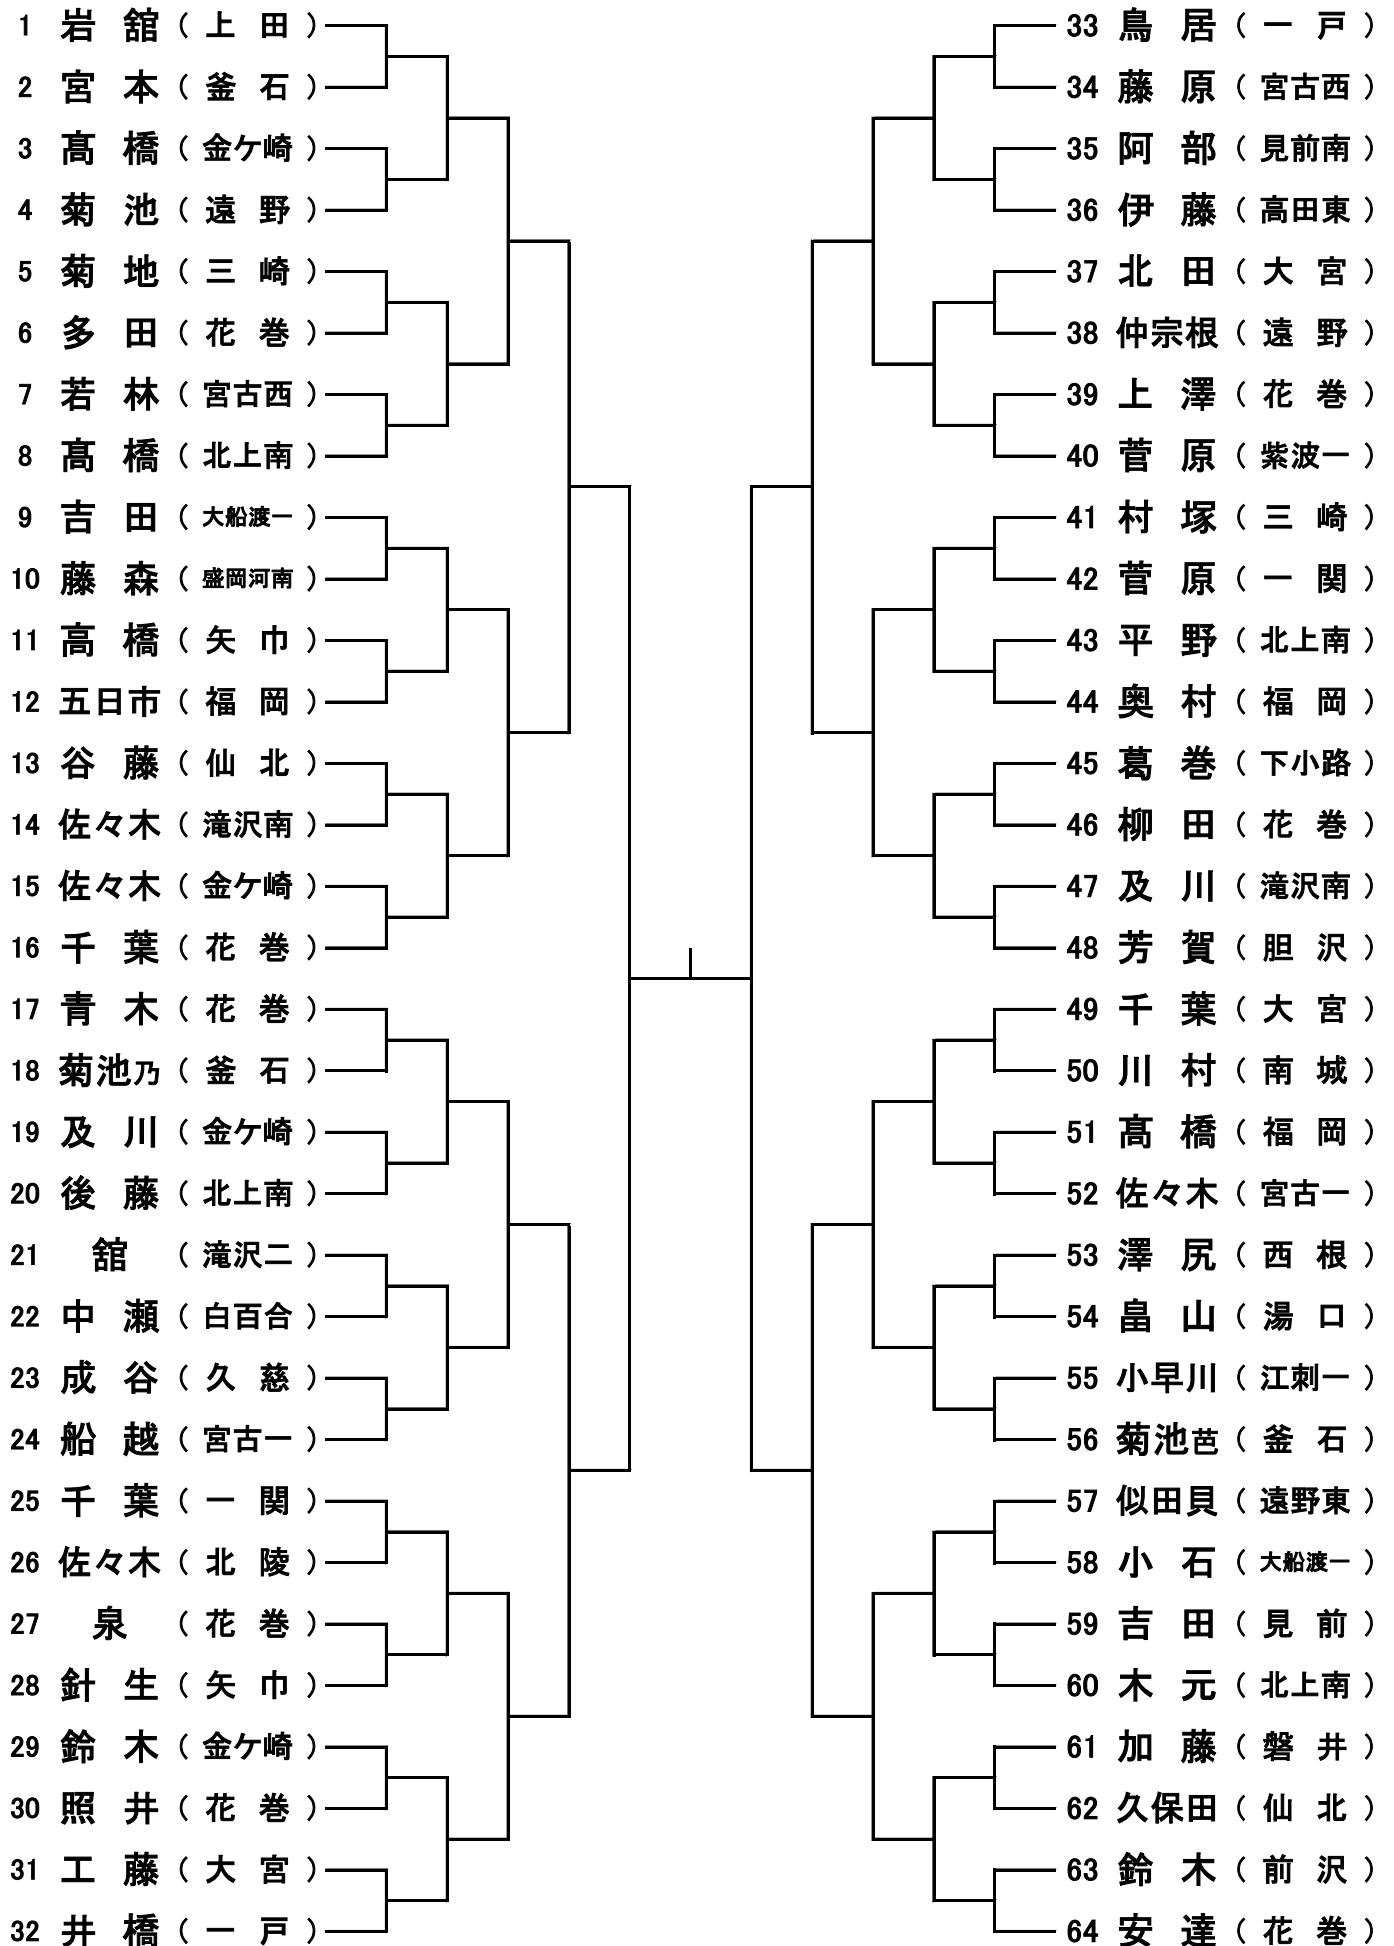 1 岩舘（上田）
2 宮本（釜石）
3 髙橋（金ケ崎）
4 菊池（遠野）
5 菊地（三崎）
6 多田（花巻）
7 若林（宮古西）
8 髙橋（北上南）
9 吉田（大船渡一）
10 藤森（盛岡河南）
11 高橋（矢巾）
12 五日市（福岡）
13 谷藤（仙北）
14 佐々木（滝沢南）
15 佐々木（金ケ崎）
16 千葉（花巻）
17 青木（花巻）
18 菊池乃（釜石）
19 及川（金ケ崎）
20 後藤（北上南）
21 舘（滝沢二）
22 中瀬（白百合）
23 成谷（久慈）
24 船越（宮古一）
25 千葉（一関）
26 佐々木（北陵）
27 泉（花巻）
28 針生（矢巾）
29 鈴木（金ケ崎）
30 照井（花巻）
31 工藤（大宮）
32 井橋（一戸）
33 鳥居（一戸）
34 藤原（宮古西）
35 阿部（見前南）
36 伊藤（高田東）
37 北田（大宮）
38 仲宗根（遠野）
39 上澤（花巻）
40 菅原（紫波一）
41 村塚（三崎）
42 菅原（一関）
43 平野（北上南）
44 奥村（福岡）
45 葛巻（下小路）
46 柳田（花巻）
47 及川（滝沢南）
48 芳賀（胆沢）
49 千葉（大宮）
50 川村（南城）
51 髙橋（福岡）
52 佐々木（宮古一）
53 澤尻（西根）
54 畠山（湯口）
55 小早川（江刺一）
56 菊池芭（釜石）
57 似田貝（遠野東）
58 小石（大船渡一）
59 吉田（見前）
60 木元（北上南）
61 加藤（磐井）
62 久保田（仙北）
63 鈴木（前沢）
64 安達（花巻）